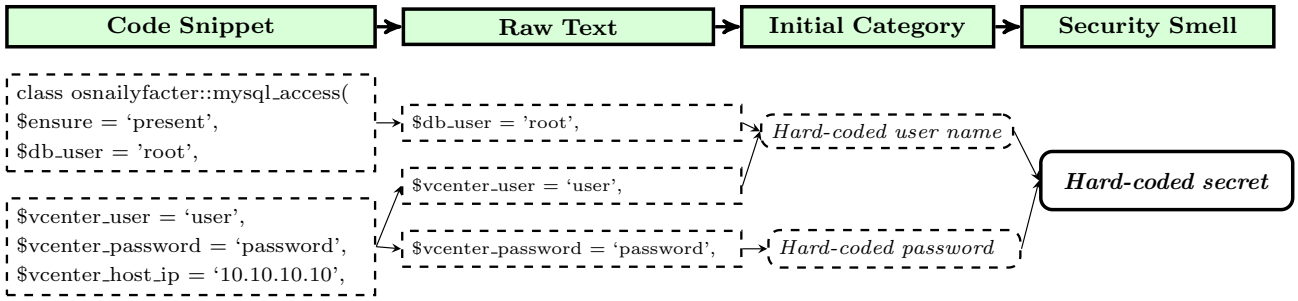 Code Snippet
Raw Text
Initial Category
Security Smell
class osnailyfacter::mysql_access(
$ensure = ‘present’,
$db_user = 'root’,
$db_user = 'root’,
$vcenter_user = ‘user’,
$vcenter_user = ‘user’,
$vcenter_password = ‘password’,
$vcenter_host_ip = ‘10.10.10.10’,
$vcenter_password = ‘password’,
Hard-coded user name
Hard-coded password
Hard-coded secret